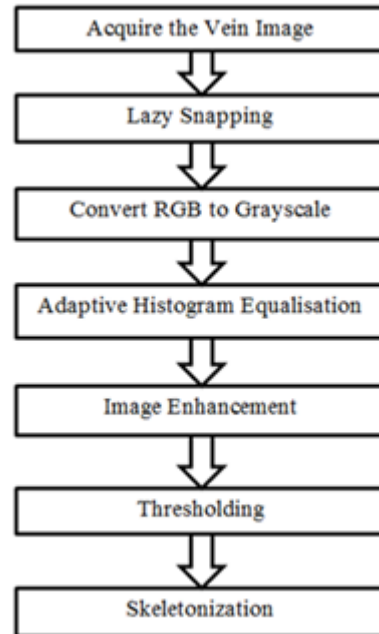 Acquire the Vein Image
Lazy Snapping
Convert RGB to Grayscale
Adaptive Histogram Equalisation
Image Enhancement
Thresholding
Skeletonization